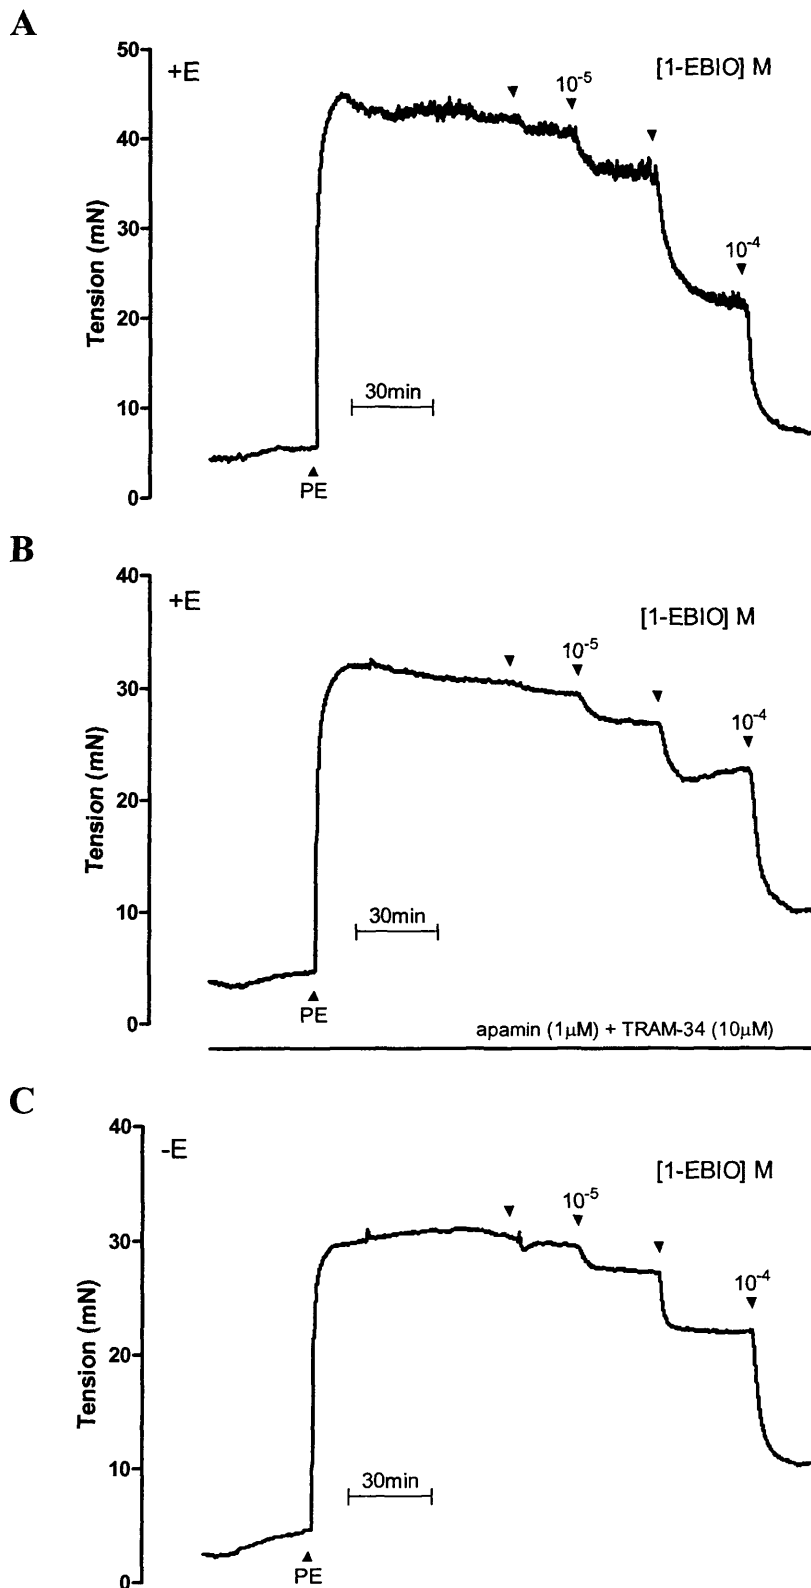 A
50
+E
[1-EBIO] M
10-5
40
30
10-4
Tension (mN)
20
30min
10
0
PE
B
40
+E
[1-EBIO] M
10-5
30
10-4
Tension (mN)
20
30min
10
PE
0
apamin (1μM) + TRAM-34 (10μM)
C
40
-E
[1-EBIO] M
10-5
30
10-4
Tension (mN)
20
30min
10
PE
0